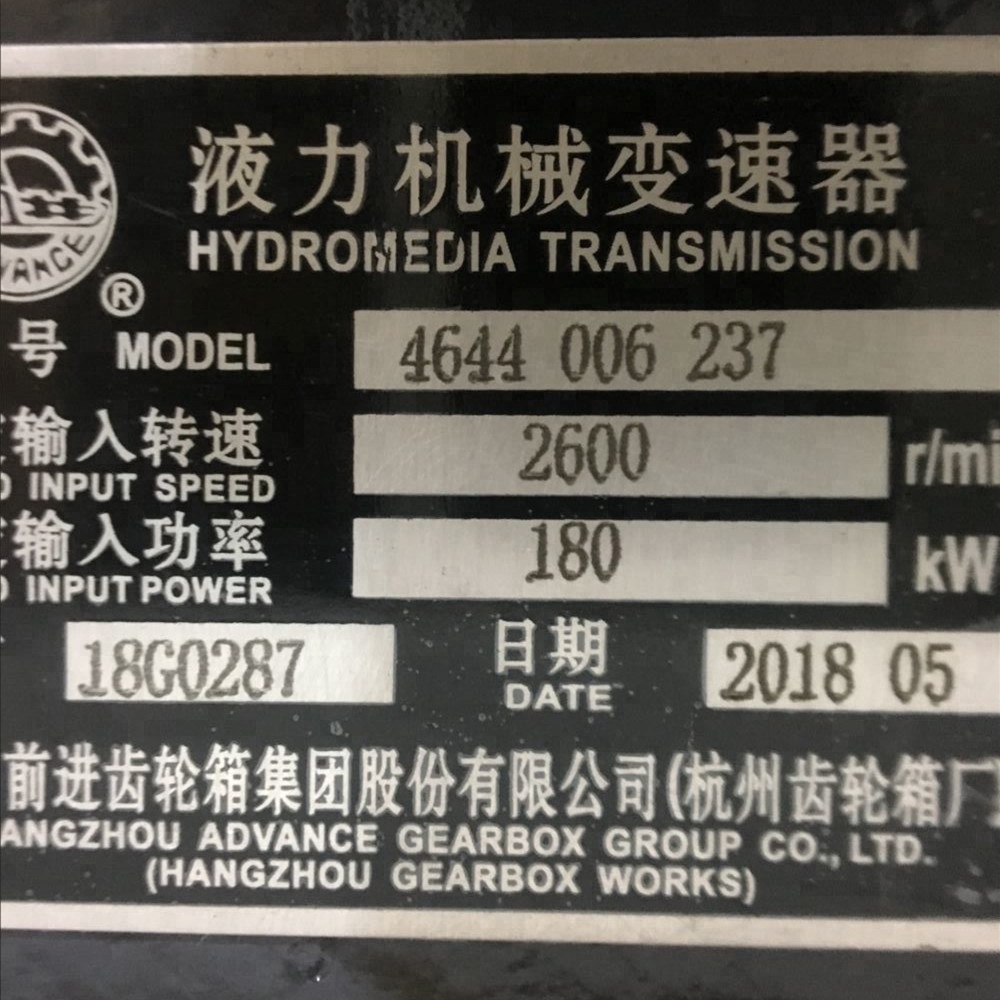 液力机械变速器
HYDROMEDIA TRANSMISSION
VANCE
®
号 MODEL 4644 006 237
输入转速 2600 r/mi
INPUT SPEED
输入功率 180 kW
INPUT POWER
18G0287 日期 2018 05
DATE
前进齿轮箱集团股份有限公司(杭州齿轮箱厂)
ANGZHOU ADVANCE GEARBOX GROUP CO., LTD.
(HANGZHOU GEARBOX WORKS)